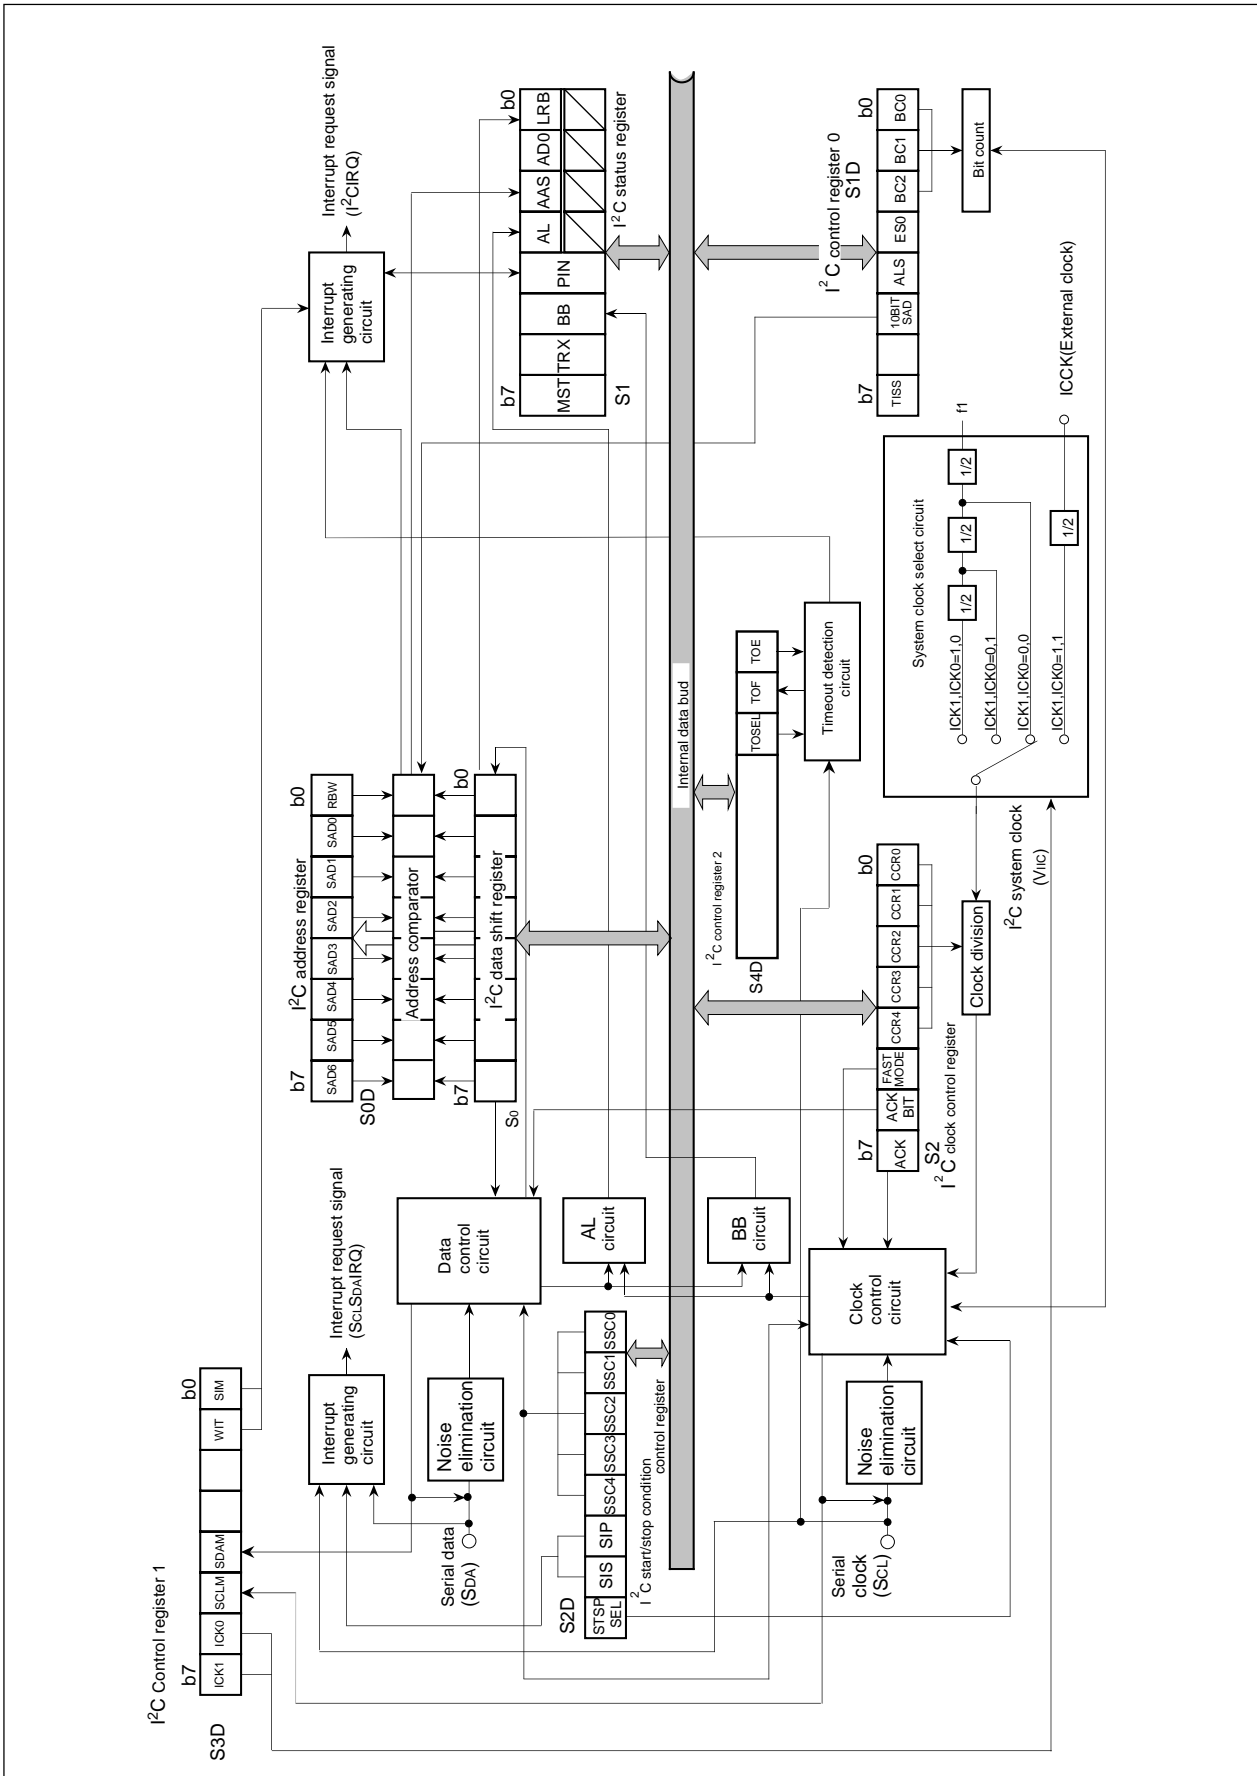 I2C Control register 1
S3D
b7
b0
ICK1
ICK0
SCLM
SDAM
WIT
SIM
Interrupt
generating
circuit
Interrupt request signal
(SCLSDAIRQ)
Serial data
(SDA)
Noise
elimination
circuit
Data
control
circuit
I2C address register
b7
b0
SAD6
SAD5
SAD4
SAD3
SAD2
SAD1
SAD0
RBW
S0D
Address comparator
b7
b0
I2C data shift register
S0
Interrupt
generating
circuit
Interrupt request signal
(I2CIRQ)
b7
b0
MST
TRX
BB
PIN
AL
AAS
AD0
LRB
S1
I2C status register
AL
circuit
BB
circuit
S2D
STSP
SEL
SIS
SIP
SSC4
SSC3
SSC2
SSC1
SSC0
I2C start/stop condition
control register
Internal data bud
I2C control register 2
S4D
TOSEL
TOF
TOE
Timeout detection
circuit
Serial
clock
(SCL)
Noise
elimination
circuit
Clock
control
circuit
b7
b0
ACK
ACK
BIT
FAST
MODE
CCR4
CCR3
CCR2
CCR1
CCR0
S2
I2C clock control register
Clock division
I2C system clock
(VIIC)
System clock select circuit
ICK1,ICK0=1,0
ICK1,ICK0=0,1
ICK1,ICK0=0,0
ICK1,ICK0=1,1
1/2
1/2
1/2
1/2
f1
ICCK(External clock)
I2C control register 0
S1D
b7
b0
TISS
10BIT
SAD
ALS
ES0
BC2
BC1
BC0
Bit count